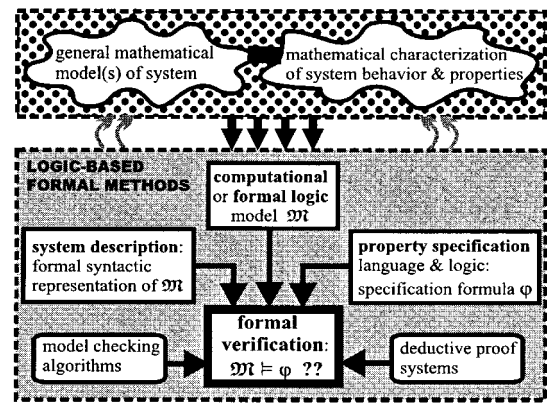 general mathematical
model(s) of system
mathematical characterization
of system behavior & properties
LOGIC-BASED
FORMAL METHODS
computational
or formal logic
model 𝔐
system description:
formal syntactic
representation of 𝔐
property specification
language & logic:
specification formula φ
formal
verification:
𝔐 ⊨ φ ??
model checking
algorithms
deductive proof
systems